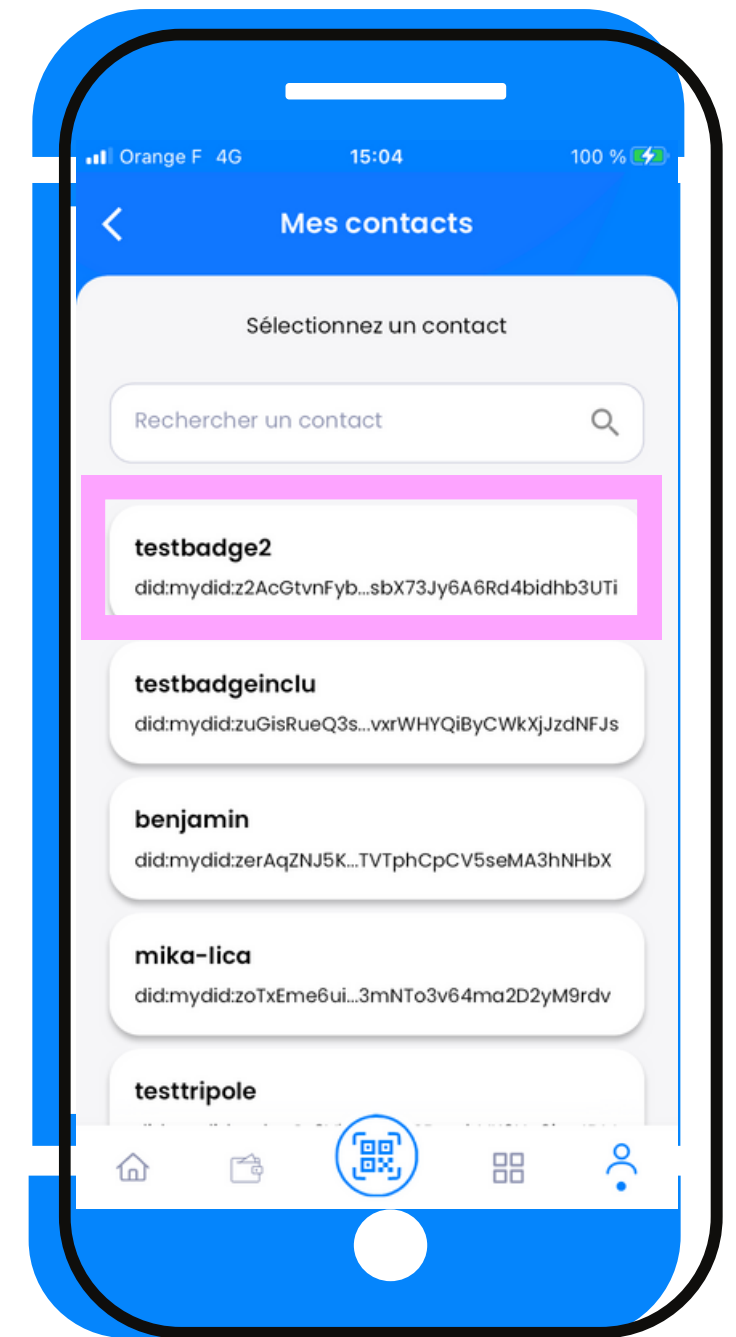 Orange F 4G 15:04 100 %
Mes contacts
Sélectionnez un contact
Rechercher un contact
testbadge2
did:mydid:z2AcGtvnFyb...sbX73Jy6A6Rd4bidhb3UTi
testbadgeinclu
did:mydid:zuGisRueQ3s...vxrWHYQiByCWkXjJzdNFJs
benjamin
did:mydid:zerAqZNJ5K...TVTphCpCV5seMA3hNHbX
mika-lica
did:mydid:zoTxEme6ui...3mNTo3v64ma2D2yM9rdv
testtripole